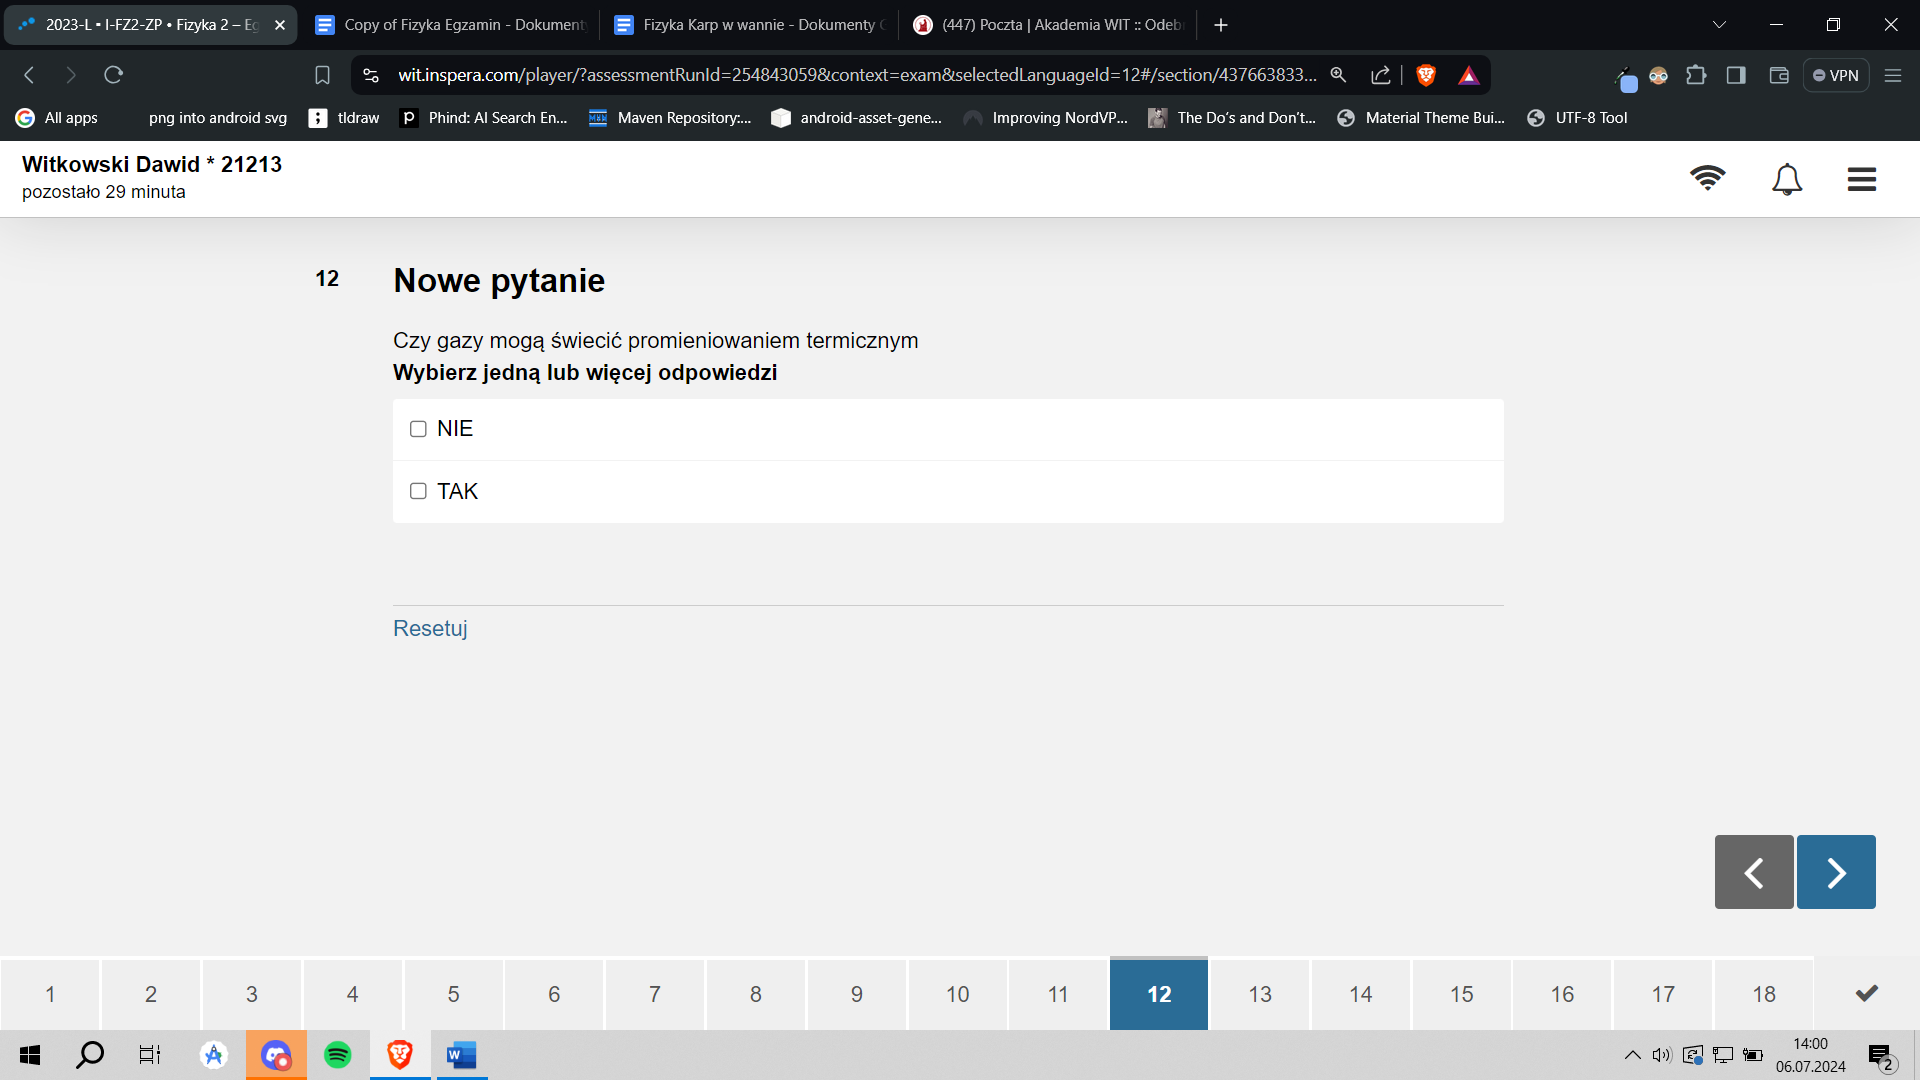 2023-L • I-FZ2-ZP • Fizyka 2 – Eg
Copy of Fizyka Egzamin - Dokument
Fizyka Karp w wannie - Dokumenty
(447) Poczta | Akademia WIT :: Odeb
wit.inspera.com/player/?assessmentRunId=254843059&context=exam&selectedLanguageId=12#/section/437663833...
VPN
All apps
png into android svg
tldraw
Phind: AI Search En...
Maven Repository:...
android-asset-gene...
Improving NordVP...
The Do's and Don't...
Material Theme Bui...
UTF-8 Tool
Witkowski Dawid * 21213
pozostało 29 minuta
12
Nowe pytanie
Czy gazy mogą świecić promieniowaniem termicznym
Wybierz jedną lub więcej odpowiedzi
NIE
TAK
Resetuj
1 2 3 4 5 6 7 8 9 10 11 12 13 14 15 16 17 18
14:00
06.07.2024
2